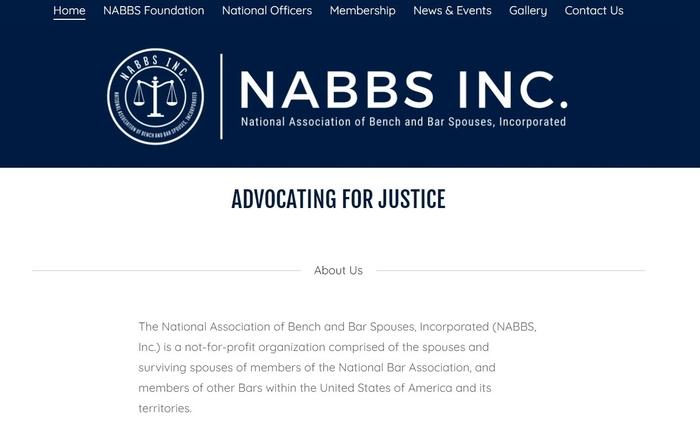 Home NABBS Foundation National Officers Membership News & Events Gallery Contact Us
NABBS INC.
NATIONAL ASSOCIATION OF BENCH AND BAR SPOUSES, INCORPORATED
NABBS INC.
National Association of Bench and Bar Spouses, Incorporated
ADVOCATING FOR JUSTICE
About Us
The National Association of Bench and Bar Spouses, Incorporated (NABBS,
Inc.) is a not-for-profit organization comprised of the spouses and
surviving spouses of members of the National Bar Association, and
members of other Bars within the United States of America and its
territories.